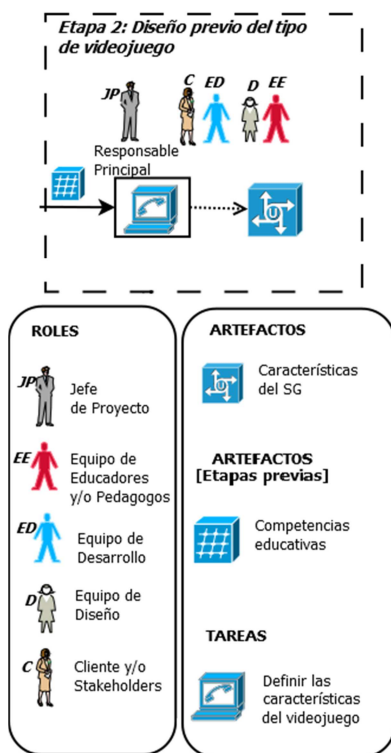 Etapa 2: Diseño previo del tipo
de videojuego
JP
C
ED
D
EE
Responsable
Principal
U
ROLES
JP
Jefe
de Proyecto
EE
Equipo de
Educadores
y/o Pedagogos
ED
Equipo de
Desarrollo
D
Equipo de
Diseño
C
Cliente y/o
Stakeholders
ARTEFACTOS
U
Características
del SG
ARTEFACTOS
[Etapas previas]
Competencias
educativas
TAREAS
Definir las
características
del videojuego